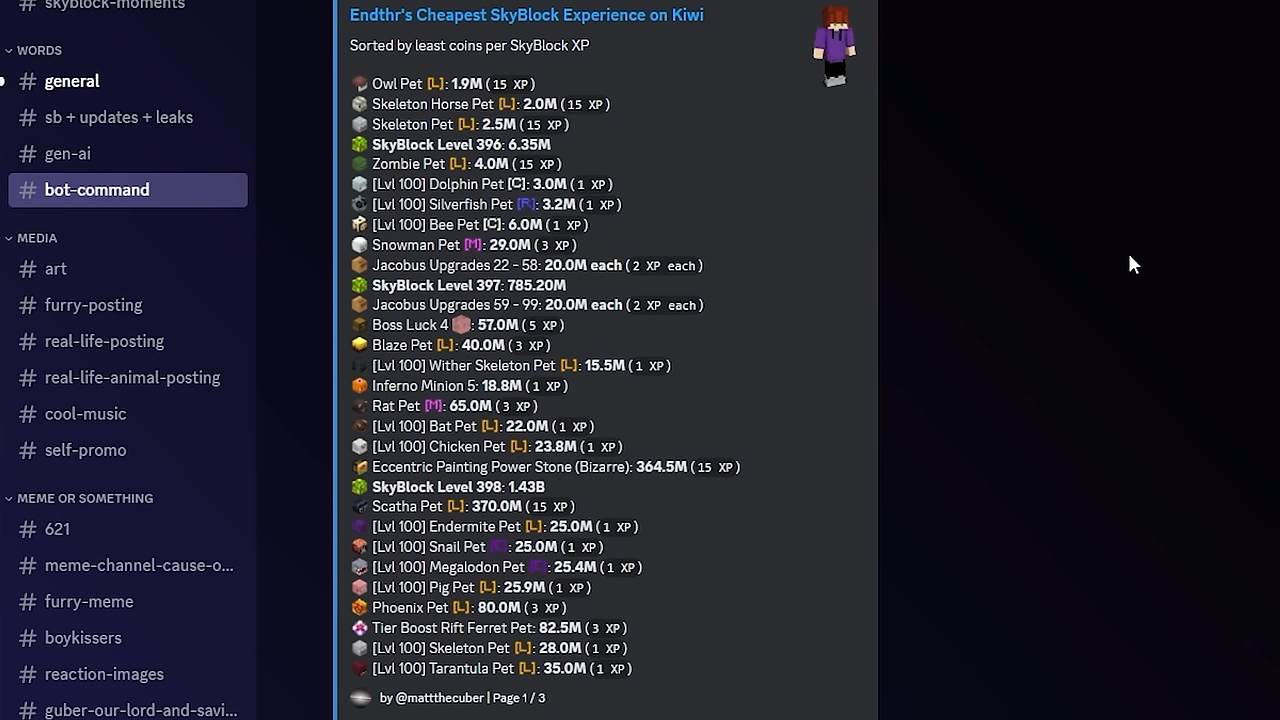 skyblock-moments
WORDS
general
sb + updates + leaks
gen-ai
bot-command
MEDIA
art
furry-posting
real-life-posting
real-life-animal-posting
cool-music
self-promo
MEME OR SOMETHING
621
meme-channel-cause-o...
furry-meme
boykissers
reaction-images
guber-our-lord-and-savi...
Endthr's Cheapest SkyBlock Experience on Kiwi
Sorted by least coins per SkyBlock XP
Owl Pet [L]: 1.9M ( 15 XP )
Skeleton Horse Pet [L]: 2.0M ( 15 XP )
Skeleton Pet [L]: 2.5M ( 15 XP )
SkyBlock Level 396: 6.35M
Zombie Pet [L]: 4.0M ( 15 XP )
[Lvl 100] Dolphin Pet [C]: 3.0M ( 1 XP )
[Lvl 100] Silverfish Pet [R]: 3.2M ( 1 XP )
[Lvl 100] Bee Pet [C]: 6.0M ( 1 XP )
Snowman Pet [M]: 29.0M ( 3 XP )
Jacobus Upgrades 22 - 58: 20.0M each ( 2 XP each )
SkyBlock Level 397: 785.20M
Jacobus Upgrades 59 - 99: 20.0M each ( 2 XP each )
Boss Luck 4 : 57.0M ( 5 XP )
Blaze Pet [L]: 40.0M ( 3 XP )
[Lvl 100] Wither Skeleton Pet [L]: 15.5M ( 1 XP )
Inferno Minion 5: 18.8M ( 1 XP )
Rat Pet [M]: 65.0M ( 3 XP )
[Lvl 100] Bat Pet [L]: 22.0M ( 1 XP )
[Lvl 100] Chicken Pet [L]: 23.8M ( 1 XP )
Eccentric Painting Power Stone (Bizarre): 364.5M ( 15 XP )
SkyBlock Level 398: 1.43B
Scatha Pet [L]: 370.0M ( 15 XP )
[Lvl 100] Endermite Pet [L]: 25.0M ( 1 XP )
[Lvl 100] Snail Pet : 25.0M ( 1 XP )
[Lvl 100] Megalodon Pet : 25.4M ( 1 XP )
[Lvl 100] Pig Pet [L]: 25.9M ( 1 XP )
Phoenix Pet [L]: 80.0M ( 3 XP )
Tier Boost Rift Ferret Pet: 82.5M ( 3 XP )
[Lvl 100] Skeleton Pet [L]: 28.0M ( 1 XP )
[Lvl 100] Tarantula Pet [L]: 35.0M ( 1 XP )
by @mattthecuber | Page 1 / 3